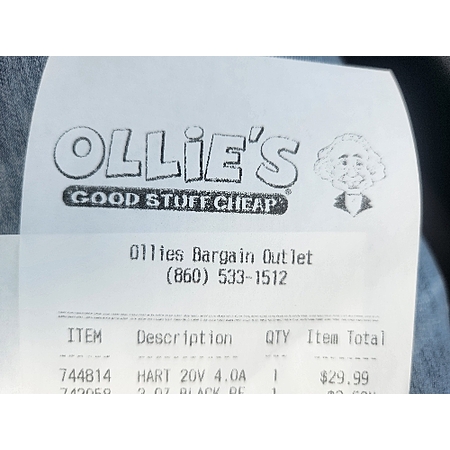 OLLiE'S
GOOD STUFF CHEAP
Ollies Bargain Outlet
(860) 533-1512
ITEM Description QTY Item Total
744814 HART 20V 4.0A 1 $29.99